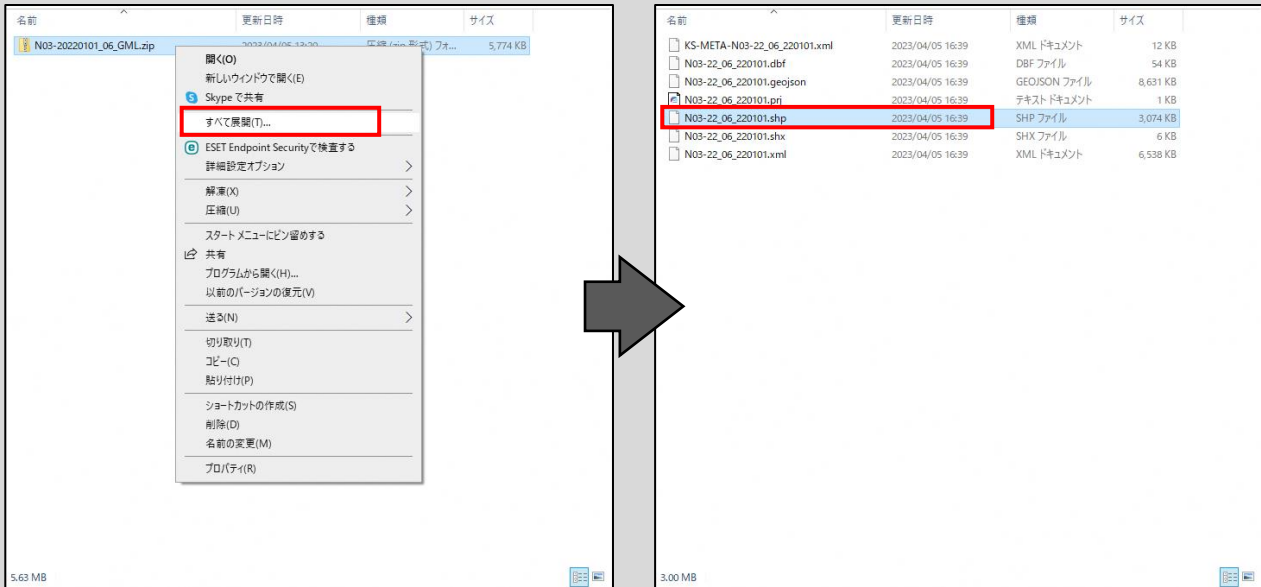 名前 更新日時 種類 サイズ
N03-20220101_06_GML.zip 2023/04/05 13:20 圧縮 (zip 形式) フォ... 5,774 KB
開く(O)
新しいウィンドウで開く(E)
Skype で共有
すべて展開(T)...
ESET Endpoint Securityで検査する
詳細設定オプション
解凍(X)
圧縮(U)
スタート メニューにピン留めする
共有
プログラムから開く(H)...
以前のバージョンの復元(V)
送る(N)
切り取り(T)
コピー(C)
貼り付け(P)
ショートカットの作成(S)
削除(D)
名前の変更(M)
プロパティ(R)
5.63 MB
名前 更新日時 種類 サイズ
KS-META-N03-22_06_220101.xml 2023/04/05 16:39 XML ドキュメント 12 KB
N03-22_06_220101.dbf 2023/04/05 16:39 DBF ファイル 54 KB
N03-22_06_220101.geojson 2023/04/05 16:39 GEOJSON ファイル 8,631 KB
N03-22_06_220101.prj 2023/04/05 16:39 テキスト ドキュメント 1 KB
N03-22_06_220101.shp 2023/04/05 16:39 SHP ファイル 3,074 KB
N03-22_06_220101.shx 2023/04/05 16:39 SHX ファイル 6 KB
N03-22_06_220101.xml 2023/04/05 16:39 XML ドキュメント 6,538 KB
3.00 MB